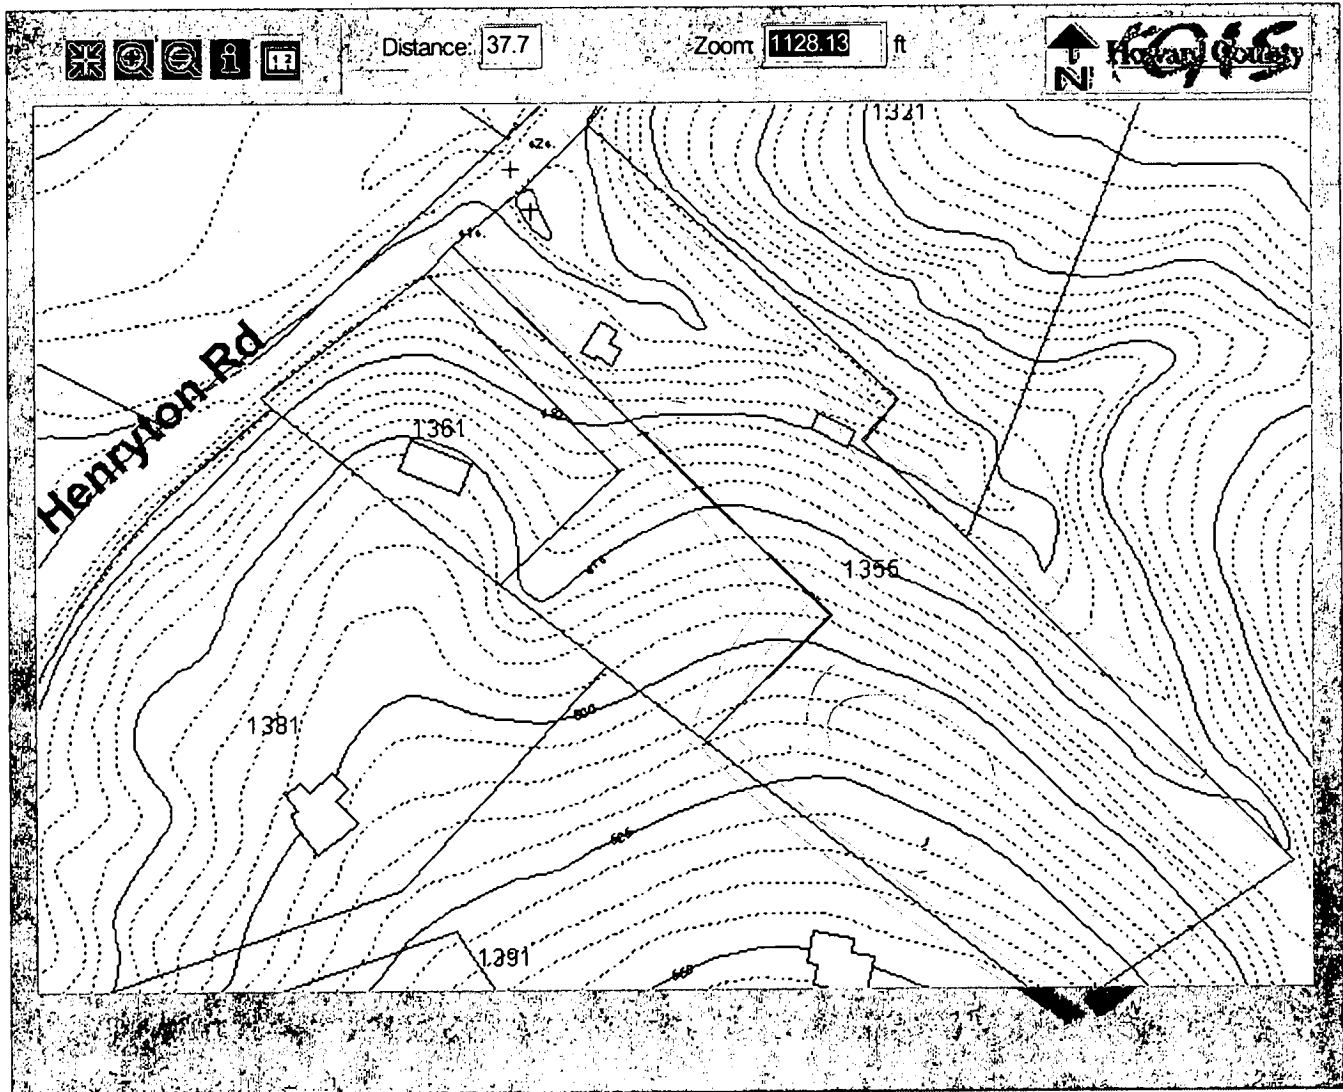 Distance: 37.7
Zoom: 1128.13 ft
N
Howard County
GIS
1321
Henryton Rd
1361
1356
1381
600
1391